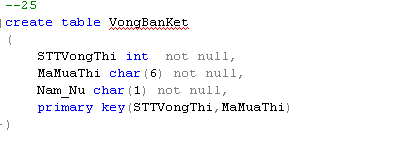 --25
create table VongBanKet
(
STTVongThi int not null,
MaMuaThi char(6) not null,
Nam_Nu char(1) not null,
primary key(STTVongThi,MaMuaThi)
)